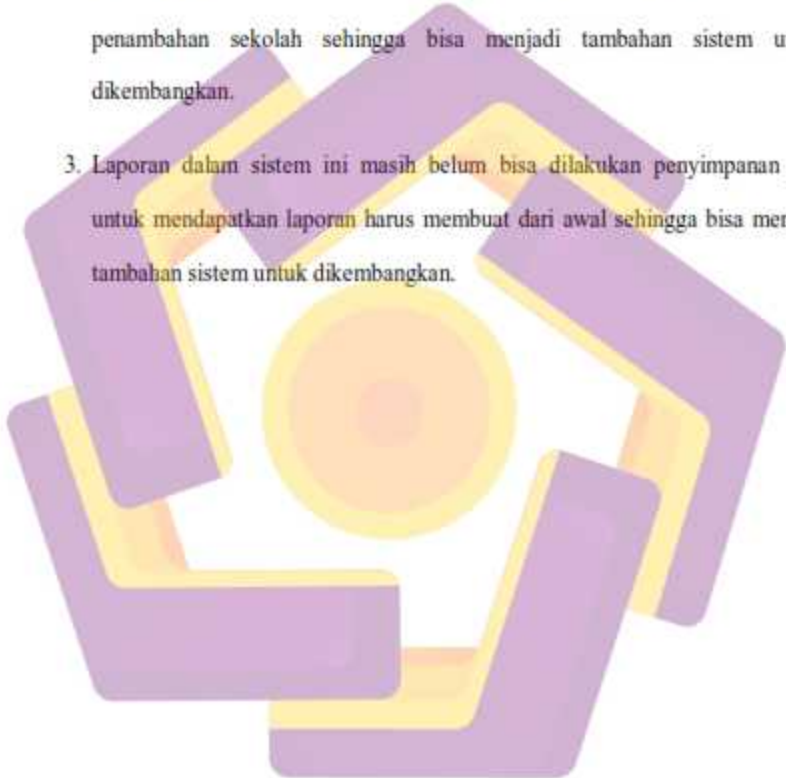 penambahan sekolah sehingga bisa menjadi tambahan sistem u
dikembangkan.
3. Laporan dalam sistem ini masih belum bisa dilakukan penyimpanan
untuk mendapatkan laporan harus membuat dari awal sehingga bisa men
tambahan sistem untuk dikembangkan.